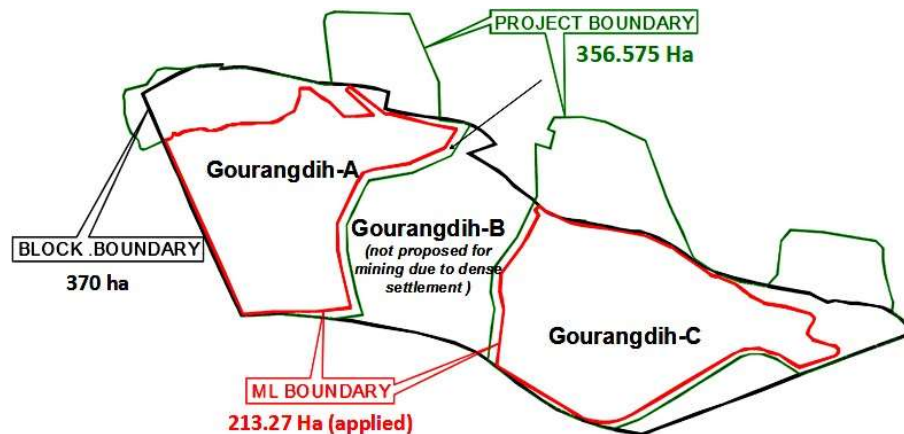 PROJECT BOUNDARY
356.575 Ha
Gourangdih-A
Gourangdih-B
(not proposed for
mining due to dense
settlement )
BLOCK .BOUNDARY
370 ha
Gourangdih-C
ML BOUNDARY
213.27 Ha (applied)